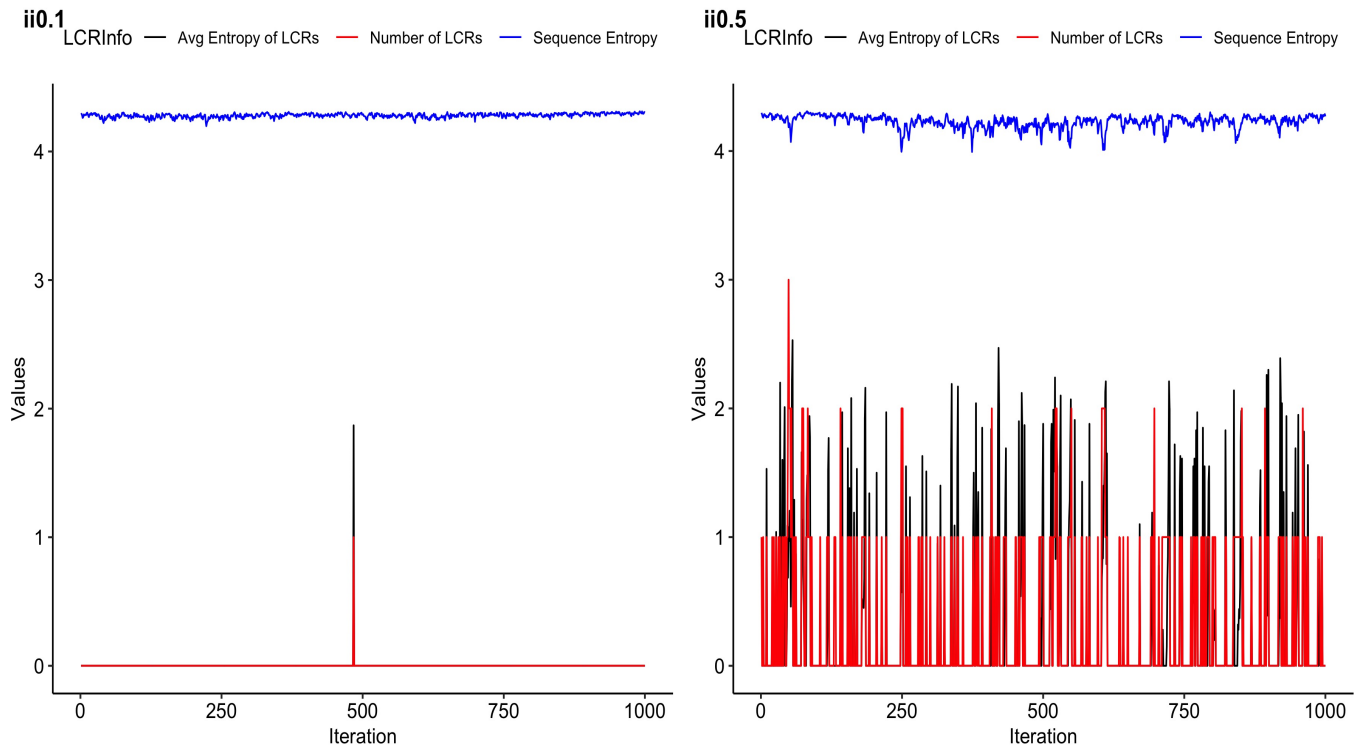 ii0.1
LCRInfo Avg Entropy of LCRs Number of LCRs Sequence Entropy
4
3
2
1
0
Values
0 250 500 750 1000
Iteration
ii0.5
LCRInfo Avg Entropy of LCRs Number of LCRs Sequence Entropy
4
3
2
1
0
Values
0 250 500 750 1000
Iteration